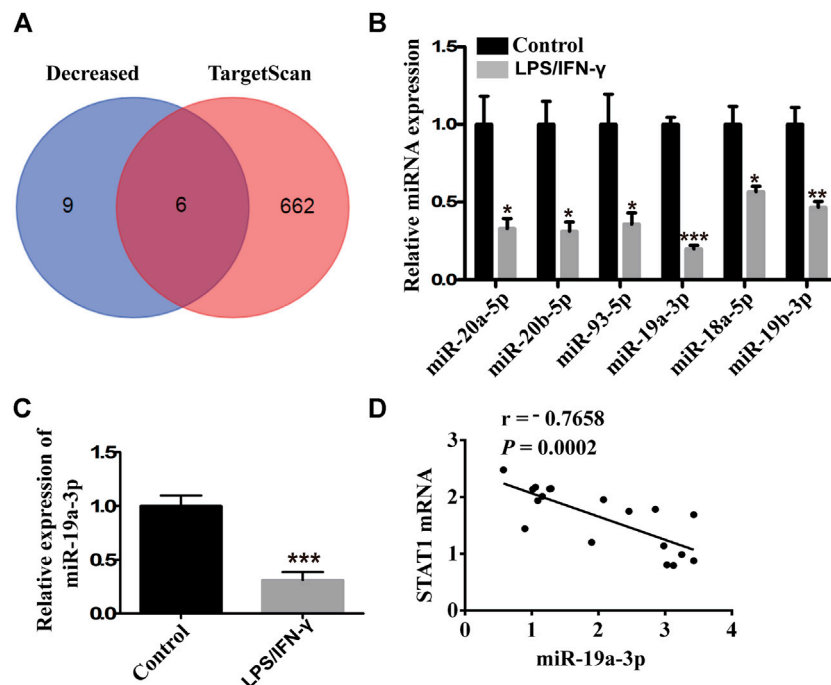 A
Decreased
TargetScan
9
6
662
B
Control
LPS/IFN-γ
Relative miRNA expression
1.5
1.0
0.5
0.0
*
*
*
***
*
**
miR-20a-5p
miR-20b-5p
miR-93-5p
miR-19a-3p
miR-18a-5p
miR-19b-3p
C
Relative expression of
miR-19a-3p
1.5
1.0
0.5
0.0
***
Control
LPS/IFN-γ
D
r = - 0.7658
P = 0.0002
STAT1 mRNA
3
2
1
0
0
1
2
3
4
miR-19a-3p